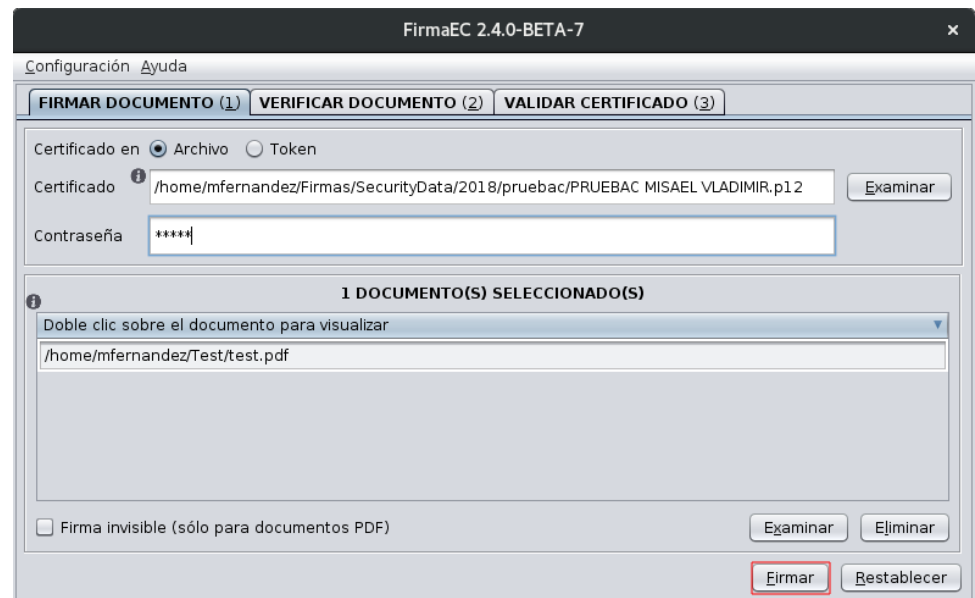 FirmaEC 2.4.0-BETA-7 ×
Configuración Ayuda
FIRMAR DOCUMENTO (1) VERIFICAR DOCUMENTO (2) VALIDAR CERTIFICADO (3)
Certificado en Archivo Token
Certificado /home/mfernandez/Firmas/SecurityData/2018/pruebac/PRUEBAC MISAEL VLADIMIR.p12 Examinar
Contraseña *****
1 DOCUMENTO(S) SELECCIONADO(S)
Doble clic sobre el documento para visualizar
/home/mfernandez/Test/test.pdf
Firma invisible (sólo para documentos PDF) Examinar Eliminar
Firmar Restablecer